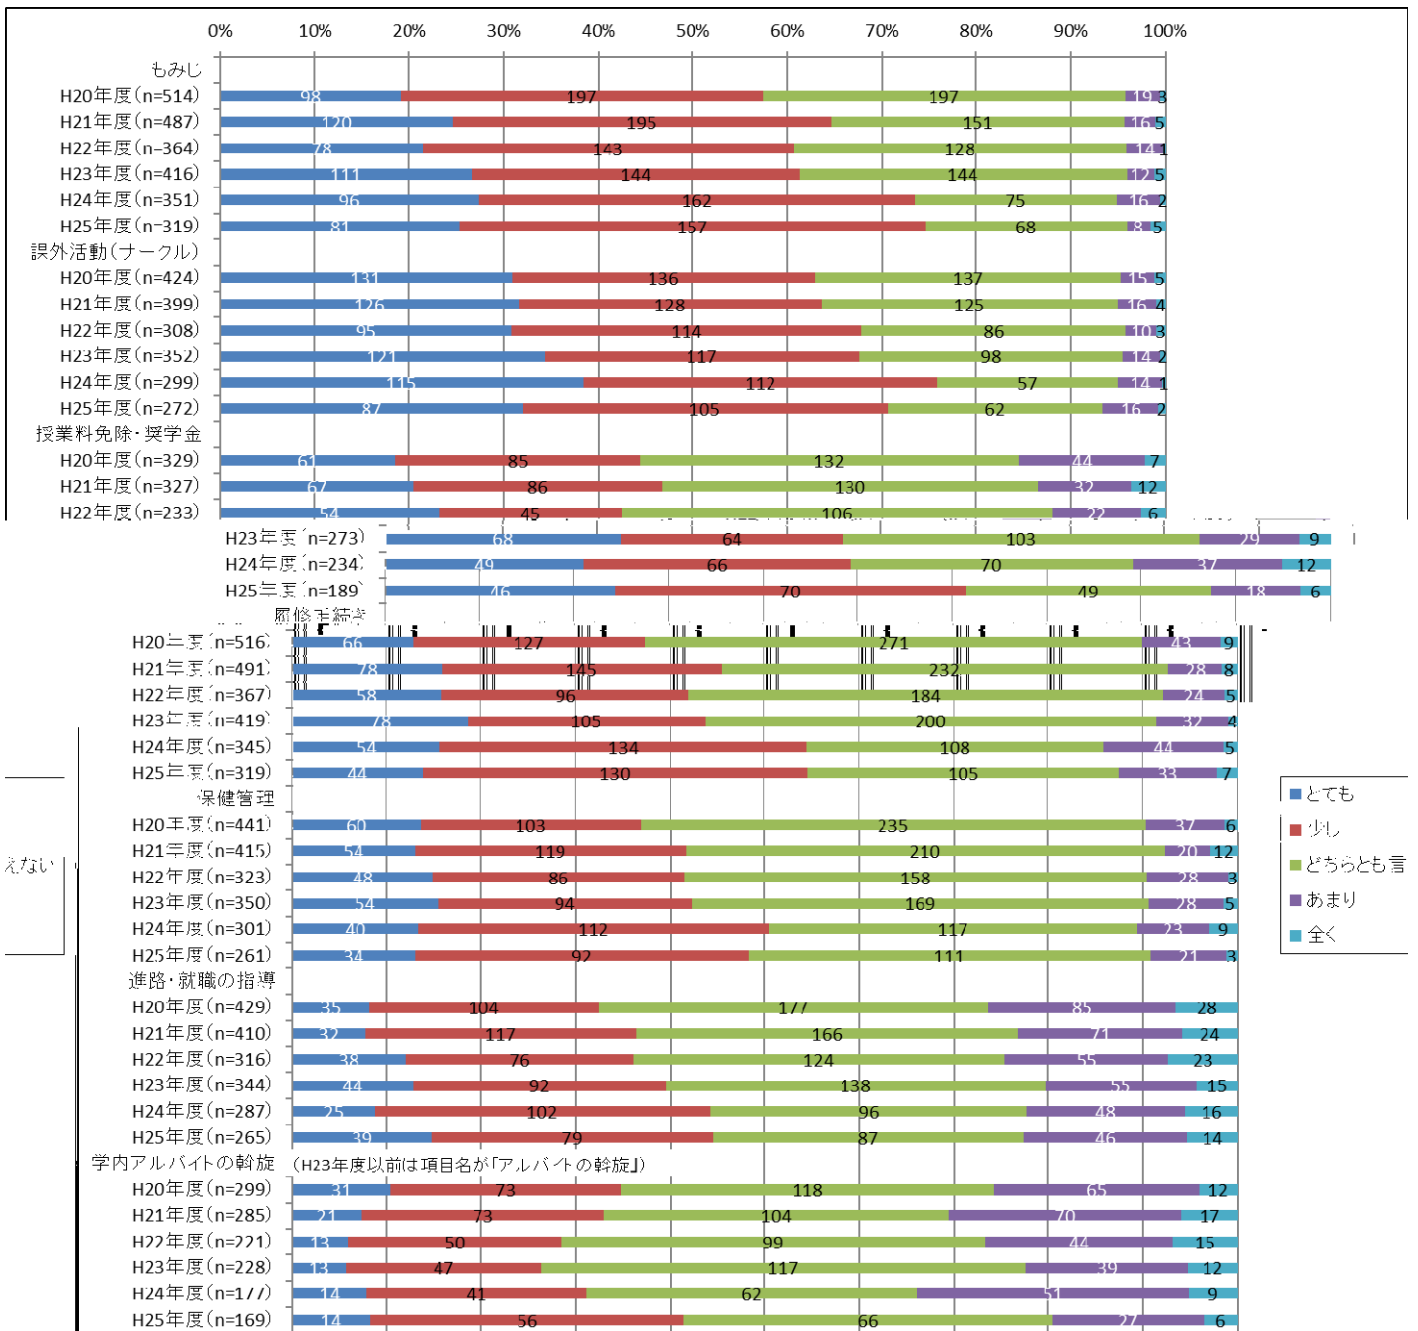 0% 10% 20% 30% 40% 50% 60% 70% 80% 90% 100%
もみじ
H20年度(n=514) 98 197 197 19 3
H21年度(n=487) 120 195 151 16 5
H22年度(n=364) 78 143 128 14 1
H23年度(n=416) 111 144 144 12 5
H24年度(n=351) 96 162 75 16 2
H25年度(n=319) 81 157 68 8 5
課外活動(サークル)
H20年度(n=424) 131 136 137 15 5
H21年度(n=399) 126 128 125 16 4
H22年度(n=308) 95 114 86 10 3
H23年度(n=352) 121 117 98 14 2
H24年度(n=299) 115 112 57 14 1
H25年度(n=272) 87 105 62 16 2
授業料免除・奨学金
H20年度(n=329) 61 85 132 44 7
H21年度(n=327) 67 86 130 32 12
H22年度(n=233) 54 45 106 22 6
H23年度(n=273) 68 64 103 29 9
H24年度(n=234) 49 66 70 37 12
H25年度(n=189) 46 70 49 18 6
履修手続き
H20年度(n=516) 66 127 271 43 9
H21年度(n=491) 78 145 232 28 8
H22年度(n=367) 58 96 184 24 5
H23年度(n=419) 78 105 200 32 4
H24年度(n=345) 54 134 108 44 5
H25年度(n=319) 44 130 105 33 7
保健管理
H20年度(n=441) 60 103 235 37 6
H21年度(n=415) 54 119 210 20 12
H22年度(n=323) 48 86 158 28 3
H23年度(n=350) 54 94 169 28 5
H24年度(n=301) 40 112 117 23 9
H25年度(n=261) 34 92 111 21 3
進路・就職の指導
H20年度(n=429) 35 104 177 85 28
H21年度(n=410) 32 117 166 71 24
H22年度(n=316) 38 76 124 55 23
H23年度(n=344) 44 92 138 55 15
H24年度(n=287) 25 102 96 48 16
H25年度(n=265) 39 79 87 46 14
学内アルバイトの斡旋 (H23年度以前は項目名が「アルバイトの斡旋」)
H20年度(n=299) 31 73 118 65 12
H21年度(n=285) 21 73 104 70 17
H22年度(n=221) 13 50 99 44 15
H23年度(n=228) 13 47 117 39 12
H24年度(n=177) 14 41 62 51 9
H25年度(n=169) 14 56 66 27 6
とても
少し
どちらとも言
えない
あまり
全く